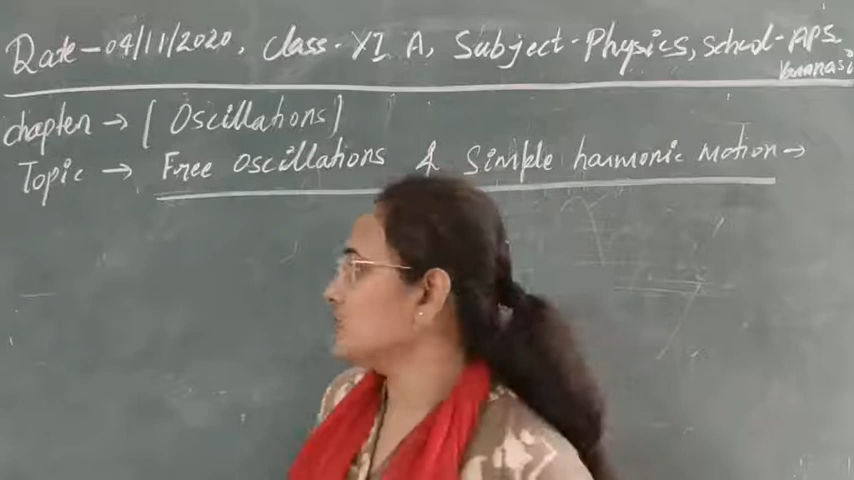 Date - 04/11/2020, Class - XI A, Subject - Physics, School - APS
Varanasi
Chapter → [Oscillations]
Topic → Free Oscillations & Simple harmonic Motion →